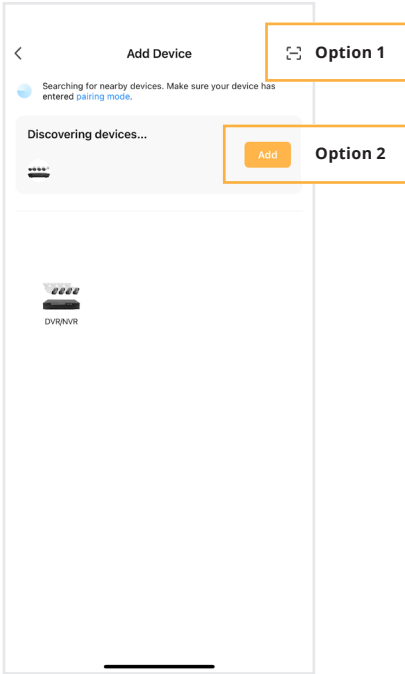 Add Device
Option 1
Searching for nearby devices. Make sure your device has
entered pairing mode.
Discovering devices...
Add
Option 2
DVR/NVR